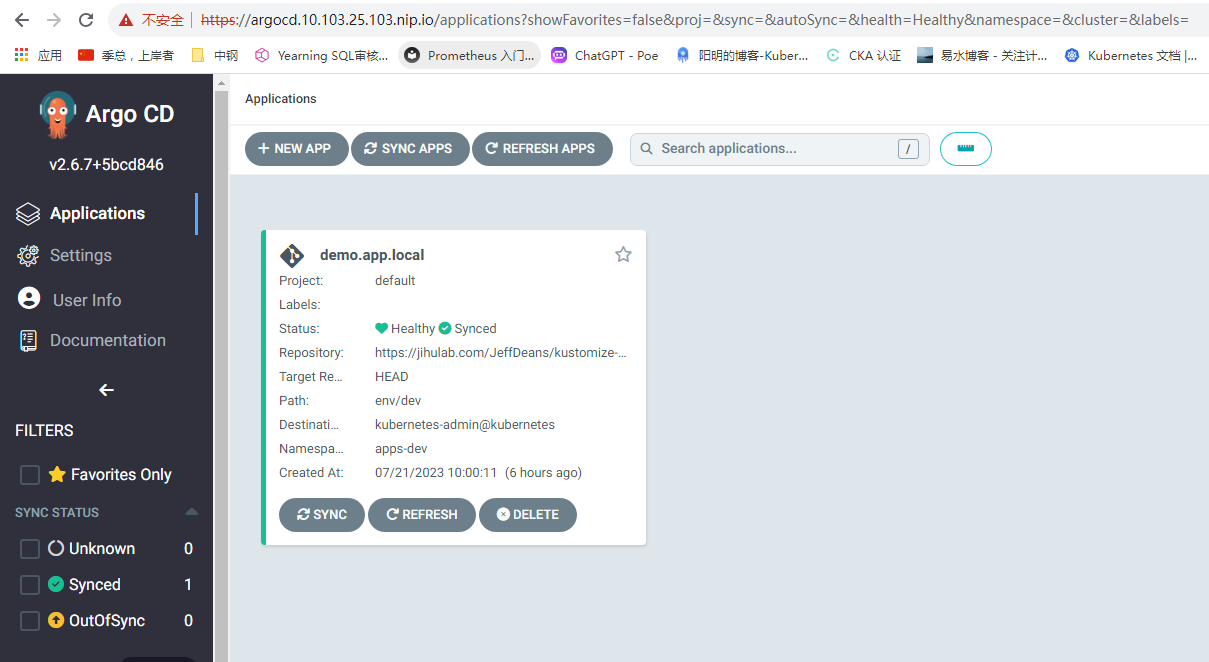 不安全 https://argocd.10.103.25.103.nip.io/applications?showFavorites=false&proj=&sync=&autoSync=&health=Healthy&namespace=&cluster=&labels=
应用 季总，上岸者 中钢 Yearning SQL审核... Prometheus 入门... ChatGPT - Poe 阳明的博客-Kuber... CKA 认证 易水博客 - 关注计... Kubernetes 文档 |...
Argo CD
v2.6.7+5bcd846
Applications
Settings
User Info
Documentation
FILTERS
Favorites Only
SYNC STATUS
Unknown 0
Synced 1
OutOfSync 0
Applications
+ NEW APP SYNC APPS REFRESH APPS Search applications... /
demo.app.local
Project: default
Labels:
Status: Healthy Synced
Repository: https://jihulab.com/JeffDeans/kustomize-...
Target Re... HEAD
Path: env/dev
Destinati... kubernetes-admin@kubernetes
Namespa... apps-dev
Created At: 07/21/2023 10:00:11 (6 hours ago)
SYNC REFRESH DELETE